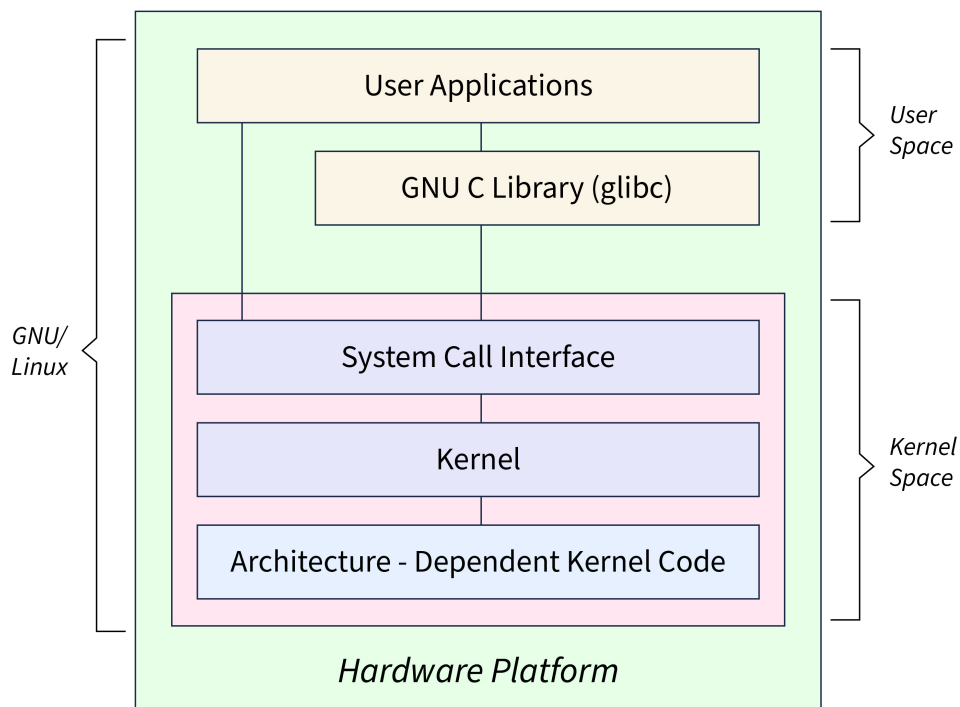 User Applications
User
Space
GNU C Library (glibc)
GNU/
Linux
System Call Interface
Kernel
Kernel
Space
Architecture - Dependent Kernel Code
Hardware Platform